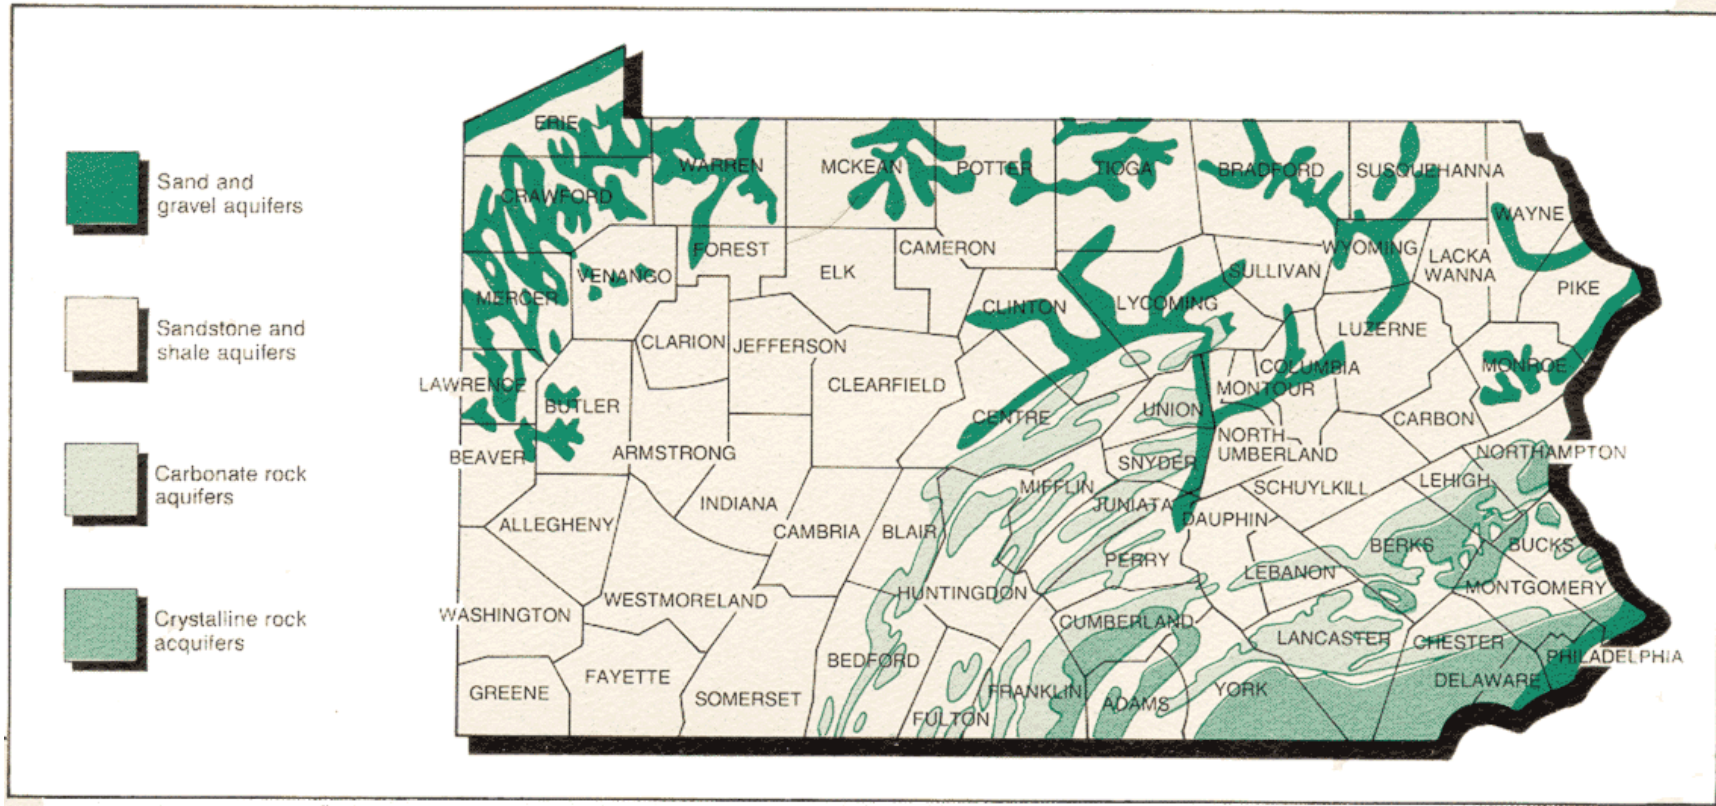 Sand and
gravel aquifers
Sandstone and
shale aquifers
Carbonate rock
aquifers
Crystalline rock
acquifers
ERIE
CRAWFORD
WARREN
MCKEAN
POTTER
TIOGA
BRADFORD
SUSQUEHANNA
WAYNE
FOREST
VENANGO
MERCER
ELK
CAMERON
CLINTON
LYCOMING
SULLIVAN
WYOMING
LACKA
WANNA
PIKE
LUZERNE
CLARION
JEFFERSON
CLEARFIELD
LAWRENCE
BUTLER
CENTRE
UNION
MONTOUR
COLUMBIA
MONROE
CARBON
BEAVER
ARMSTRONG
INDIANA
SNYDER
NORTH
UMBERLAND
NORTHAMPTON
LEHIGH
SCHUYLKILL
MIFFLIN
JUNIATA
DAUPHIN
ALLEGHENY
CAMBRIA
BLAIR
PERRY
BERKS
BUCKS
LEBANON
MONTGOMERY
HUNTINGDON
WESTMORELAND
WASHINGTON
CUMBERLAND
LANCASTER
CHESTER
PHILADELPHIA
BEDFORD
FAYETTE
GREENE
SOMERSET
FULTON
FRANKLIN
ADAMS
YORK
DELAWARE